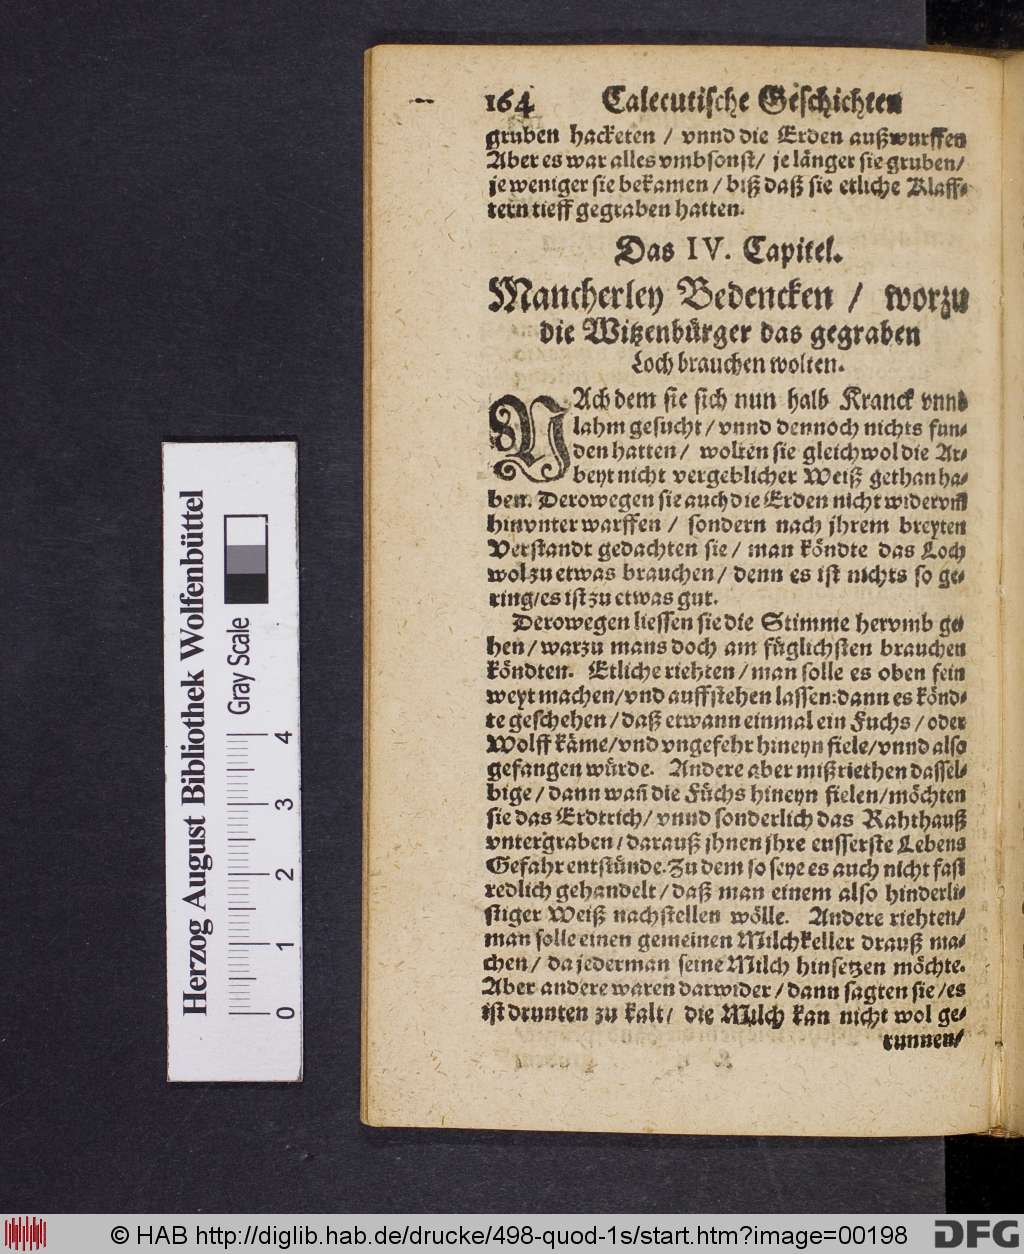 164 Calecutische Geschichten
gruben hacketen / vnnd die Erden außwurffen
Aber es war alles vmbsonst / je länger sie gruben /
je weniger sie bekamen / biß daß sie etliche Klaff-
tern tieff gegraben hatten.
Das IV. Capitel.
Mancherley Bedencken / worzu
die Witzenbürger das gegraben
Loch brauchen wolten.
NAch dem sie sich nun halb Kranck vnnd
lahm gesucht / vnnd dennoch nichts fun-
den hatten / wolten sie gleichwol die Ar-
beyt nicht vergeblicher Weiß gethan ha-
ben. Derowegen sie auch die Erden nicht widervm
hinvnter warffen / sondern nach jhrem breyten
Verstandt gedachten sie / man köndte das Loch
wol zu etwas brauchen / denn es ist nichts so ge-
ring / es ist zu etwas gut.
Derowegen liessen sie die Stimme hervmb ge-
hen / warzu mans doch am füglichsten brauchen
köndten. Etliche riehten / man solle es oben fein
weyt machen / vnd auffstehen lassen: dann es könd-
te geschehen / daß etwann einmal ein Fuchs / oder
Wolff käme / vnd vngefehr hineyn fiele / vnnd also
gefangen würde. Andere aber mißriethen dassel-
bige / dann wañ die Füchs hineyn fielen / möchten
sie das Erdtrich / vnnd sonderlich das Rahthauß
vntergraben / darauß jhnen jhre eusserste Lebens
Gefahr entstünde. Zu dem so seye es auch nicht fast
redlich gehandelt / daß man einem also hinderli-
stiger Weiß nachstellen wölle. Andere riehten /
man solle einen gemeinen Milchkeller drauß ma-
chen / da jederman seine Milch hinsetzen möchte.
Aber andere waren darwider / dann sagten sie / es
ist drunten zu kalt / die Milch kan nicht wol ge-
runnen /
Herzog August Bibliothek Wolfenbüttel
Gray Scale
0 1 2 3 4
© HAB http://diglib.hab.de/drucke/498-quod-1s/start.htm?image=00198
DFG